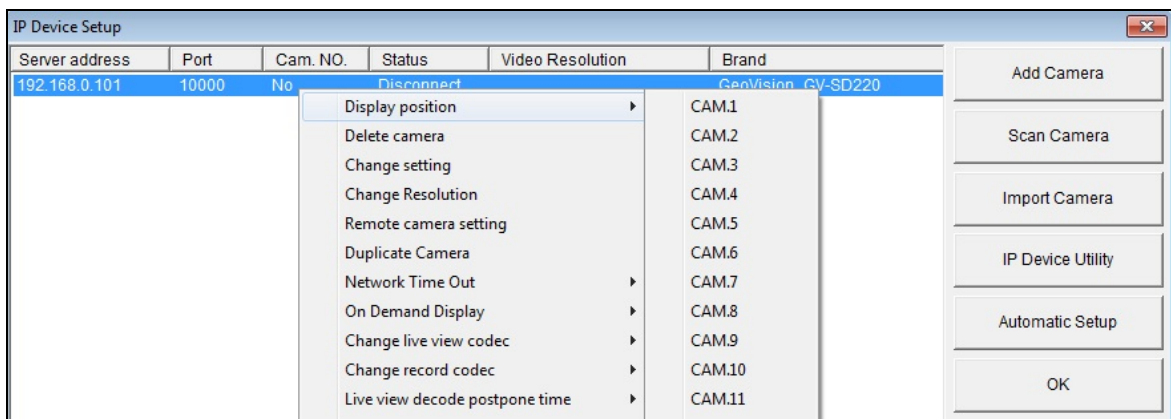 IP Device Setup
Server address Port Cam. NO. Status Video Resolution Brand
192.168.0.101 10000 No Disconnect GeoVision_GV-SD220
Display position
Delete camera
Change setting
Change Resolution
Remote camera setting
Duplicate Camera
Network Time Out
On Demand Display
Change live view codec
Change record codec
Live view decode postpone time
CAM.1
CAM.2
CAM.3
CAM.4
CAM.5
CAM.6
CAM.7
CAM.8
CAM.9
CAM.10
CAM.11
Add Camera
Scan Camera
Import Camera
IP Device Utility
Automatic Setup
OK